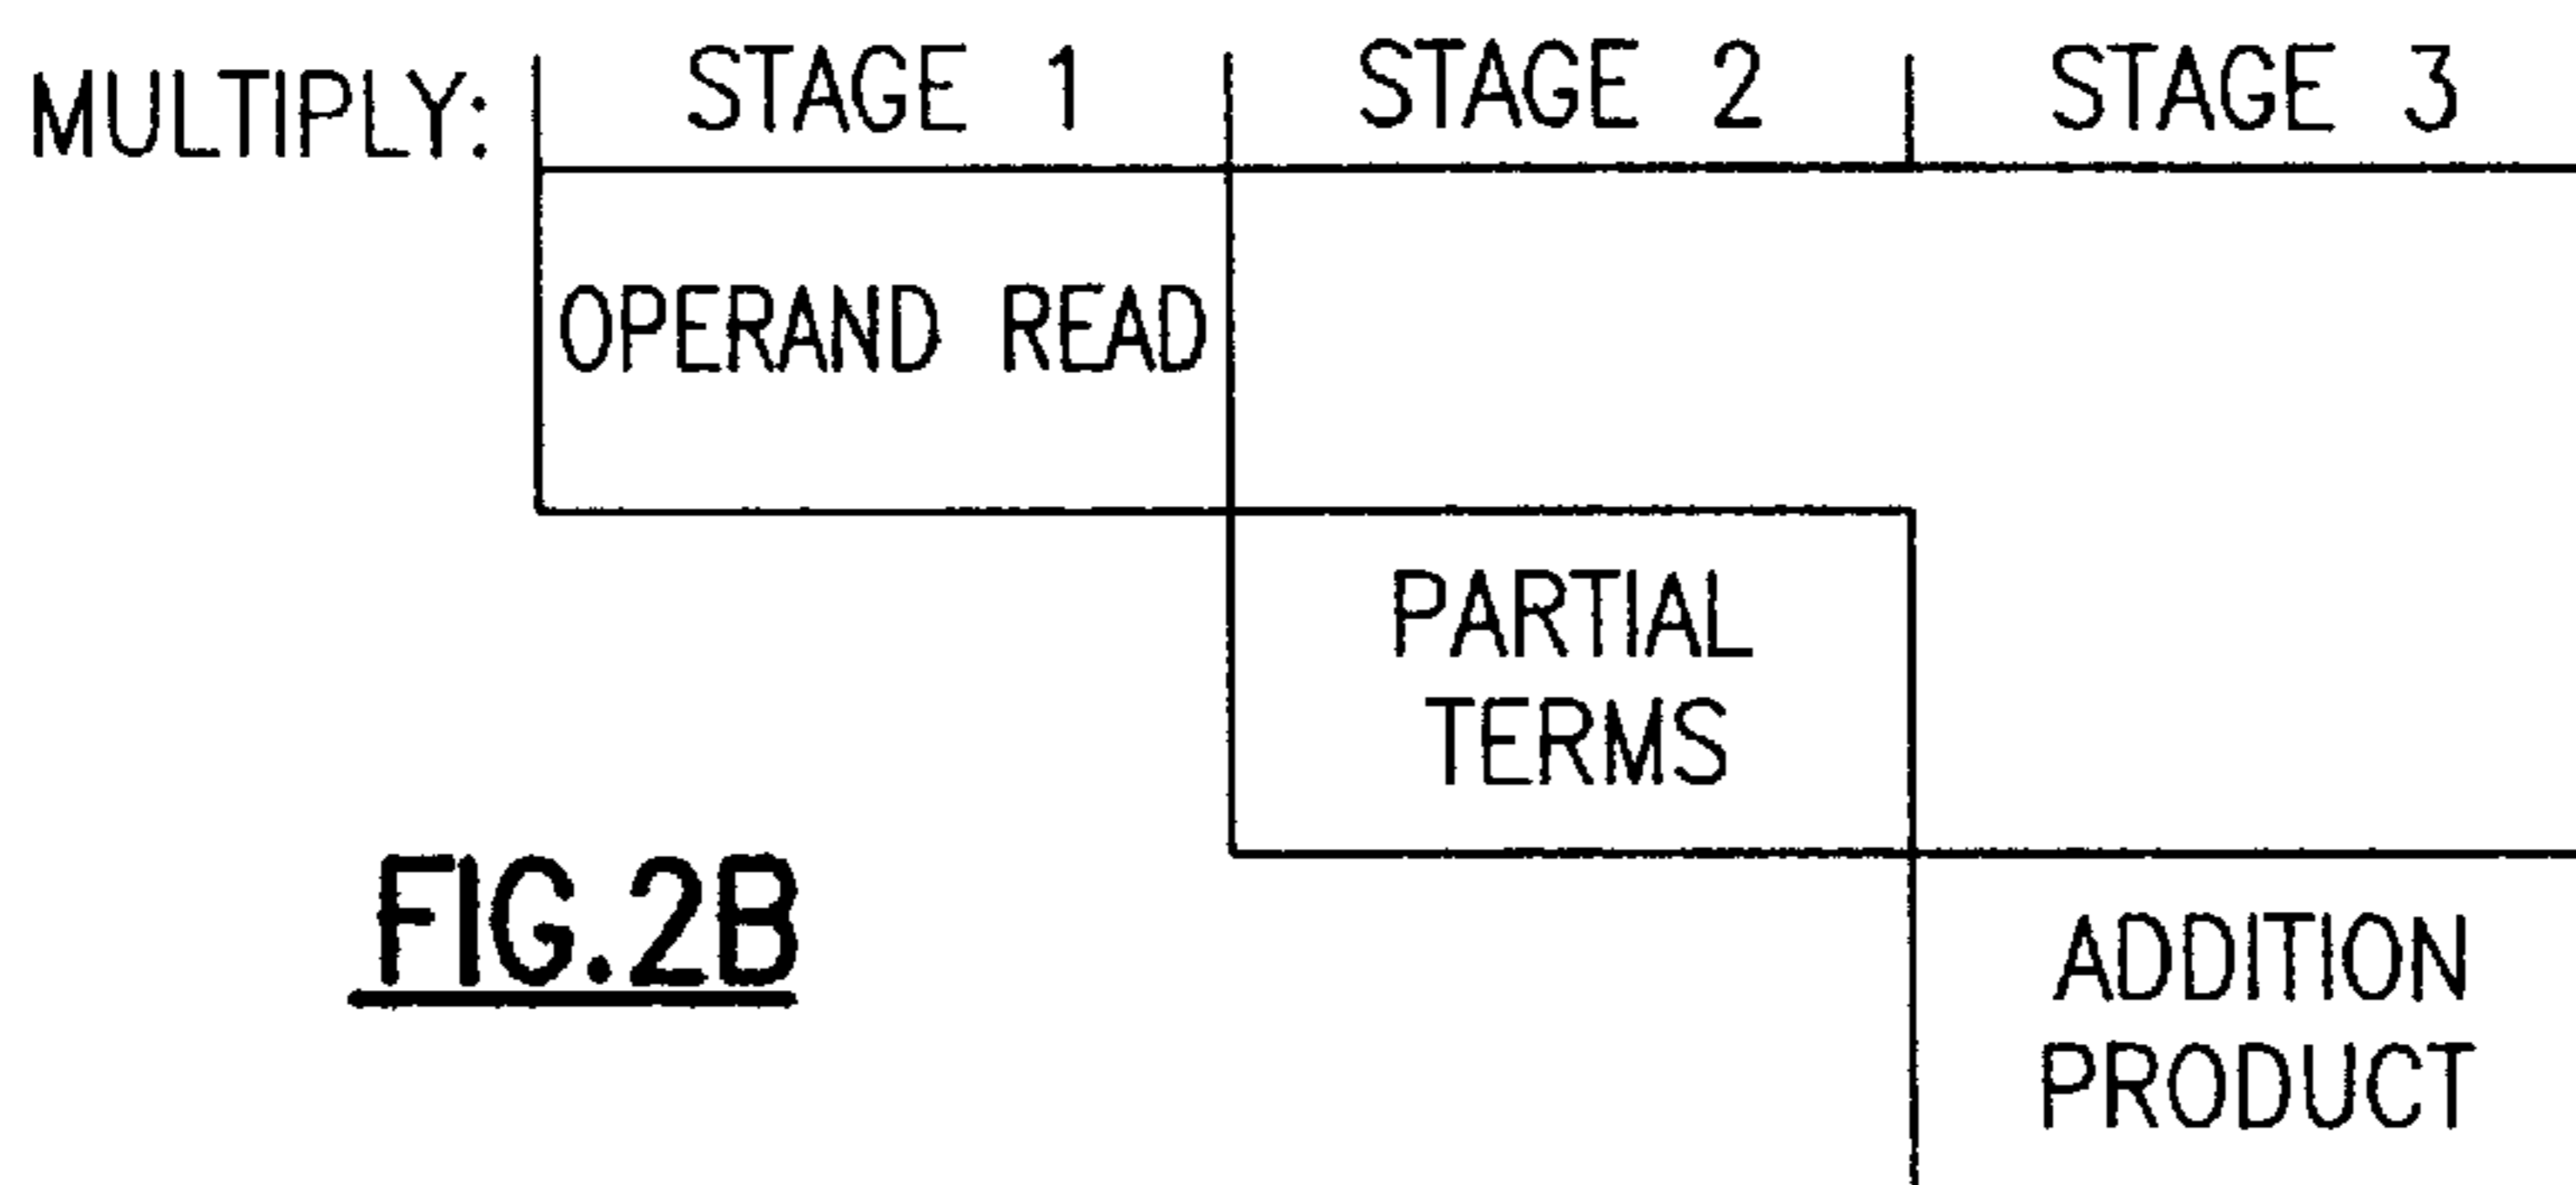 MULTIPLY: STAGE 1 STAGE 2 STAGE 3
OPERAND READ
PARTIAL
TERMS
FIG.2B
ADDITION
PRODUCT